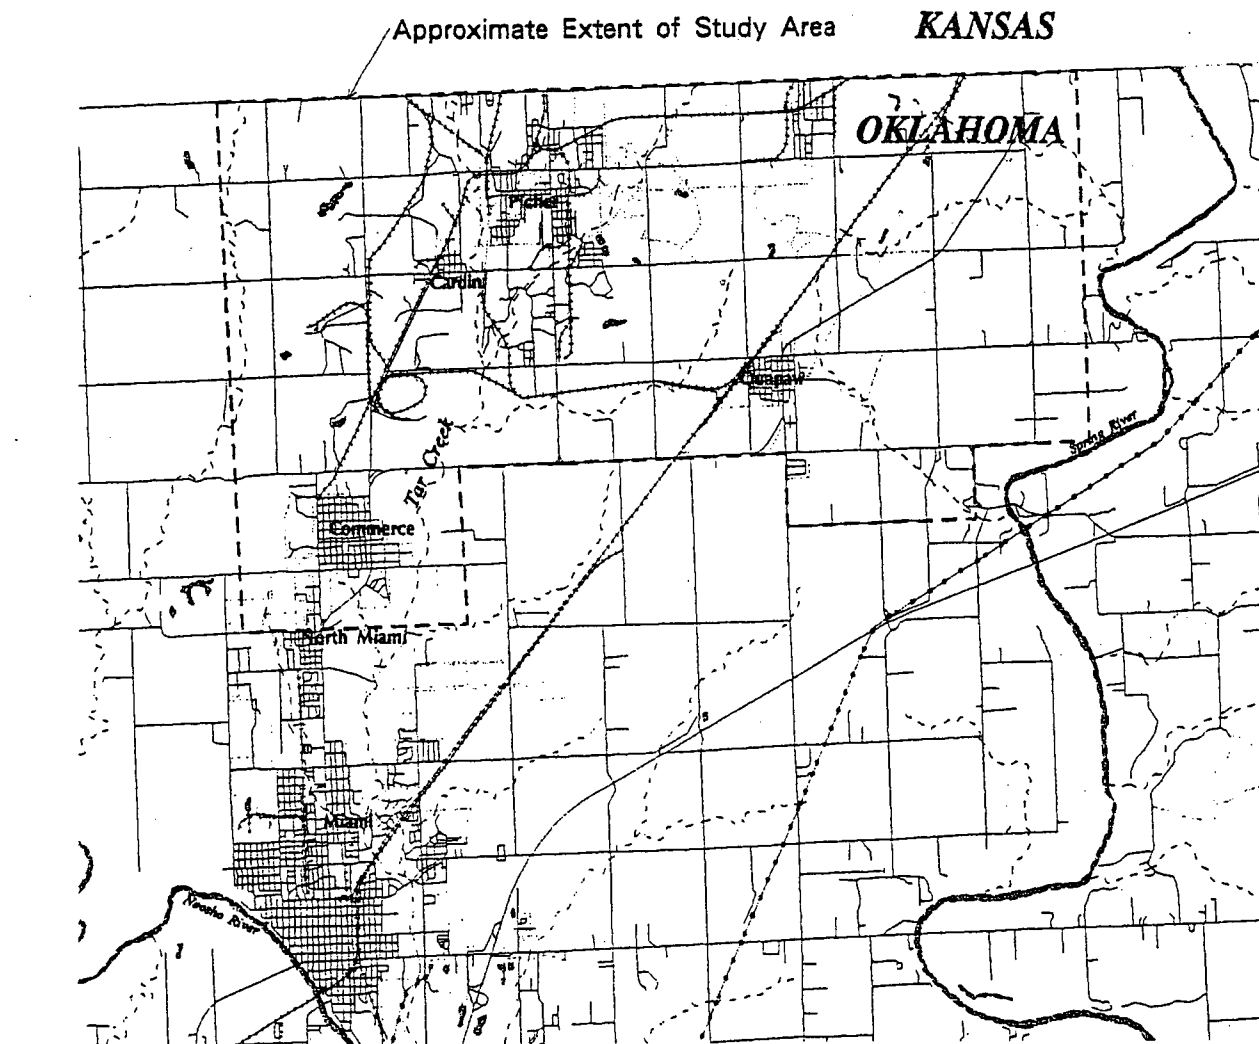 Approximate Extent of Study Area
KANSAS
OKLAHOMA
Picher
Cardin
Quapaw
Tar Creek
Spring River
Commerce
North Miami
Miami
Neosho River